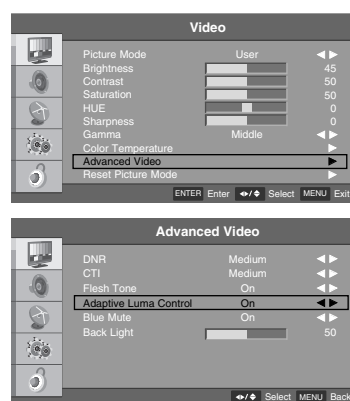 Video
Picture Mode User
Brightness 45
Contrast 50
Saturation 50
HUE 0
Sharpness 0
Gamma Middle
Color Temperature
Advanced Video
Reset Picture Mode
ENTER Enter Select MENU Exit
Advanced Video
DNR Medium
CTI Medium
Flesh Tone On
Adaptive Luma Control On
Blue Mute On
Back Light 50
Select MENU Back